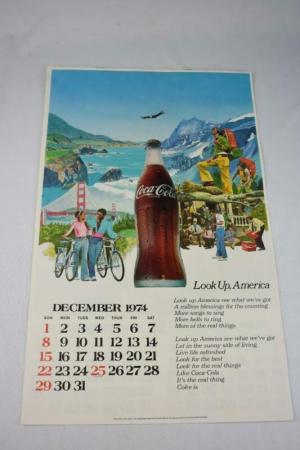 Coca-Cola
Look Up, America
Look up America see what we've got
A million blessings for the counting
More songs to sing
More bells to ring
More of the real things
Look up America see what we've got
Let in the sunny side of living
Live life refreshed
Look for the best
Look for the real things
Like Coca-Cola
It's the real thing
Coke is
DECEMBER 1974
SUN MON TUES WED THUR FRI SAT
1 2 3 4 5 6 7
8 9 10 11 12 13 14
15 16 17 18 19 20 21
22 23 24 25 26 27 28
29 30 31